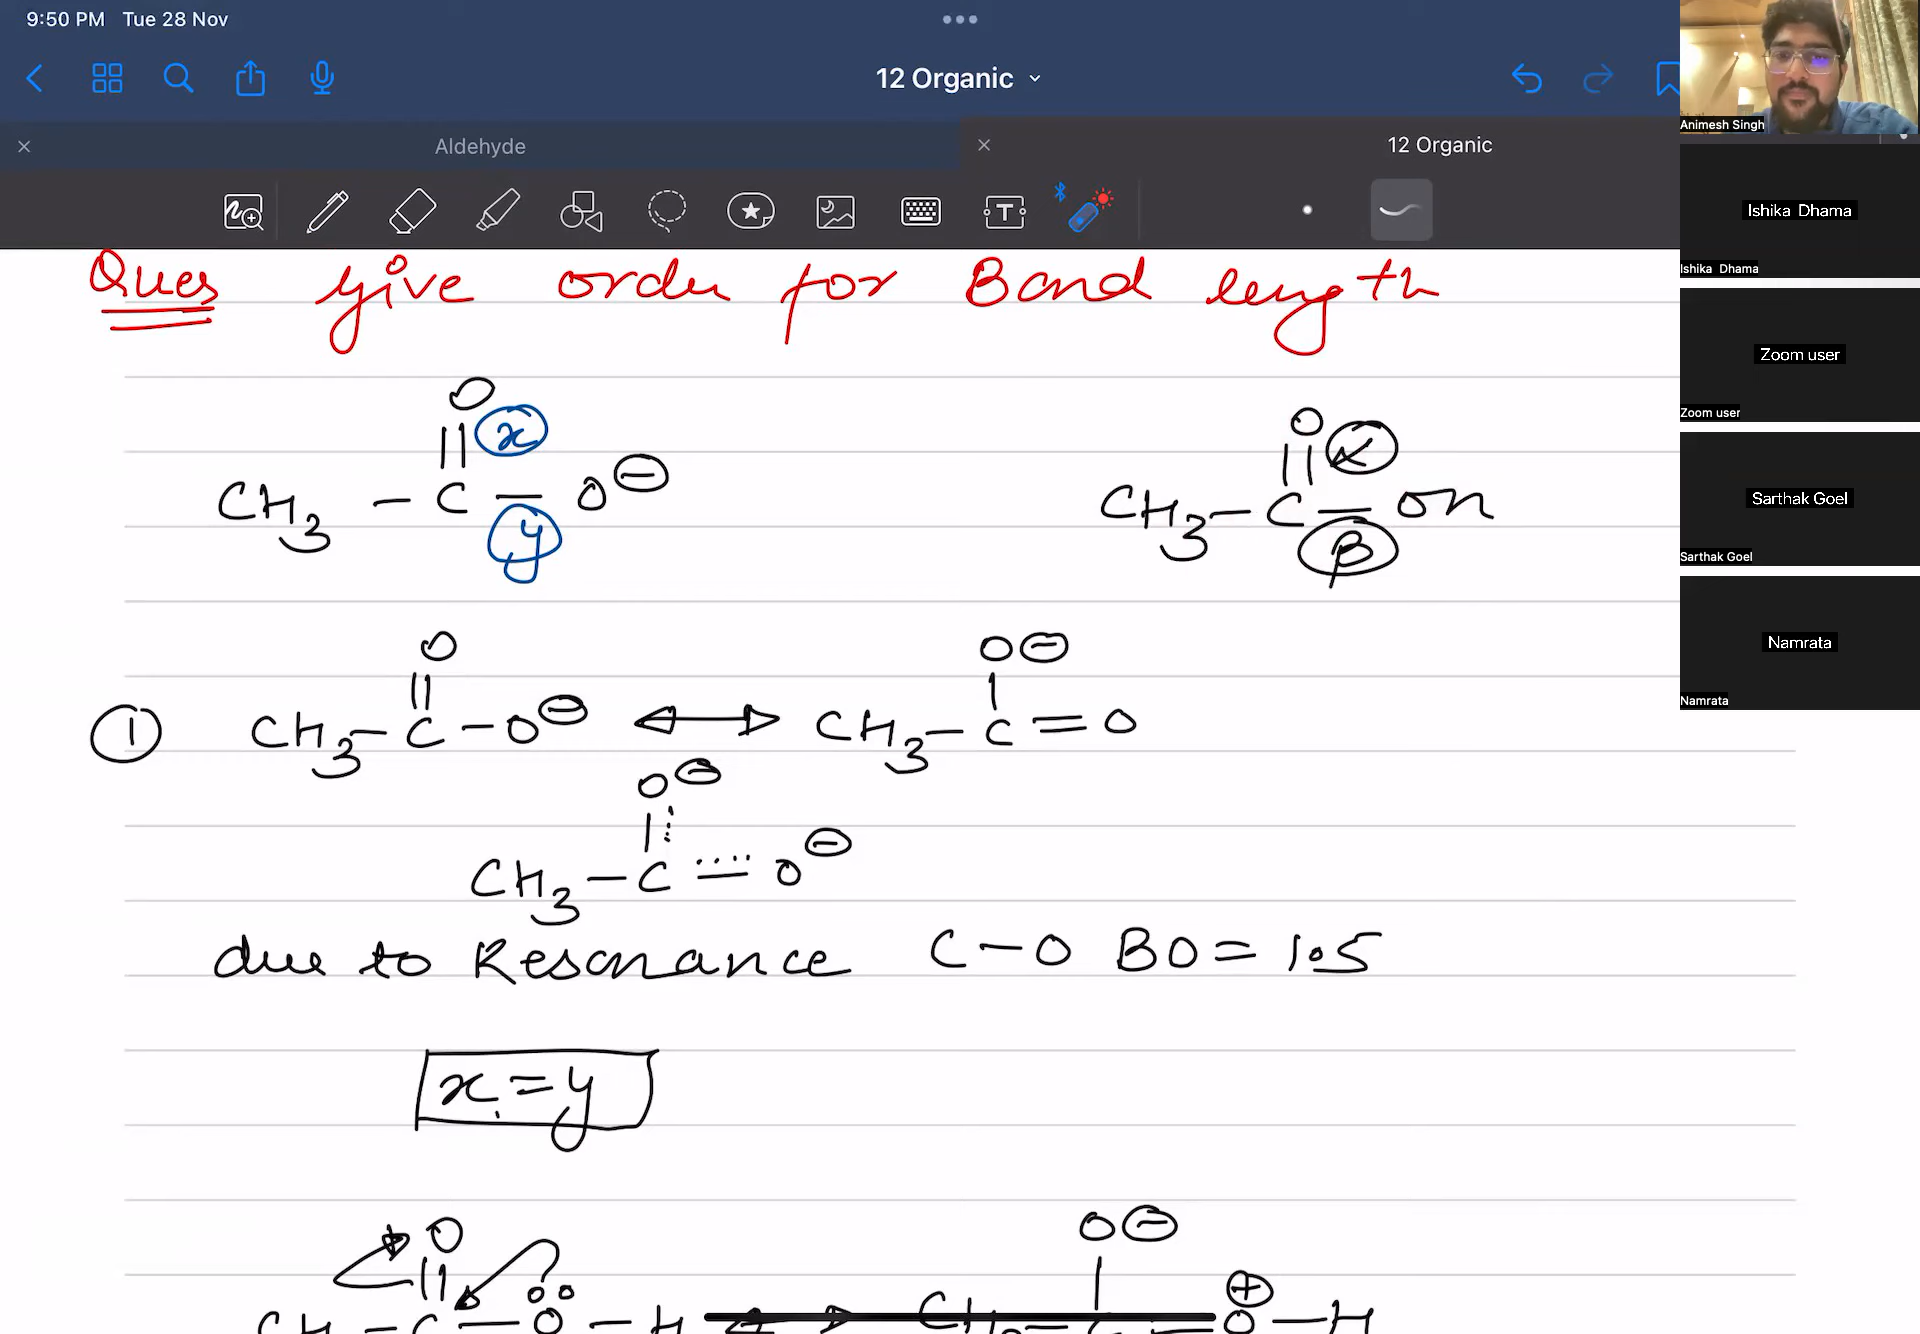 9:50 PM Tue 28 Nov
12 Organic
Aldehyde
12 Organic
T
Animesh Singh
Ishika Dhama
Ishika Dhama
Zoom user
Zoom user
Sarthak Goel
Sarthak Goel
Namrata
Namrata
Ques give order for Bond length
O
x
CH3 - C - O⊖
y
O
α
CH3 - C - OH
β
O O⊖
① CH3 - C - O⊖ ↔ CH3 - C = O
O⊖
CH3 - C - O⊖
due to Resonance C-O BO = 1.5
x = y
O O⊖
⊕
CH - C - O - H ↔ CH3 - C = O - H